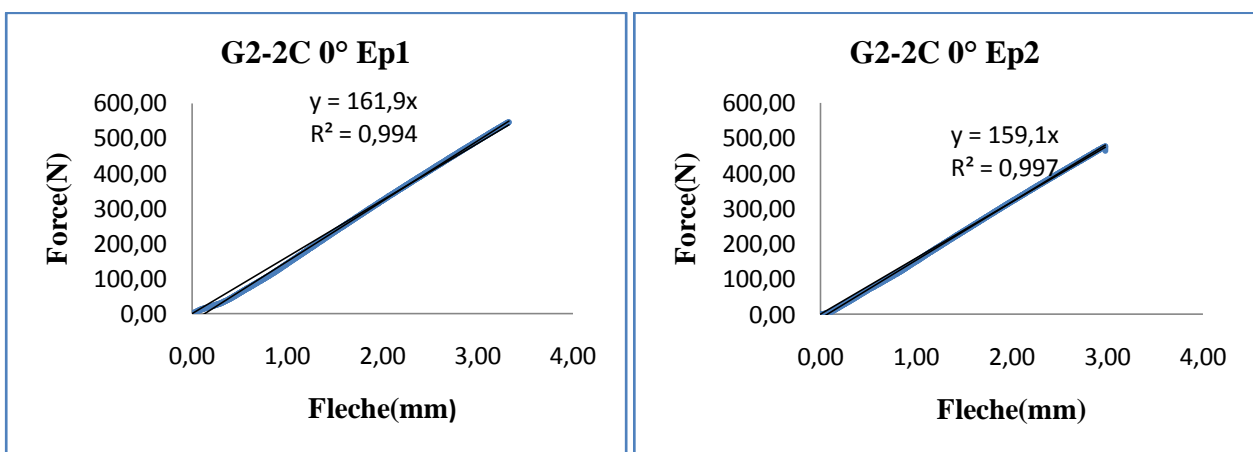 G2-2C 0° Ep1
y = 161,9x
R² = 0,994
600,00
500,00
400,00
300,00
200,00
100,00
0,00
Force(N)
0,00 1,00 2,00 3,00 4,00
Fleche(mm)
G2-2C 0° Ep2
y = 159,1x
R² = 0,997
600,00
500,00
400,00
300,00
200,00
100,00
0,00
Force(N)
0,00 1,00 2,00 3,00 4,00
Fleche(mm)